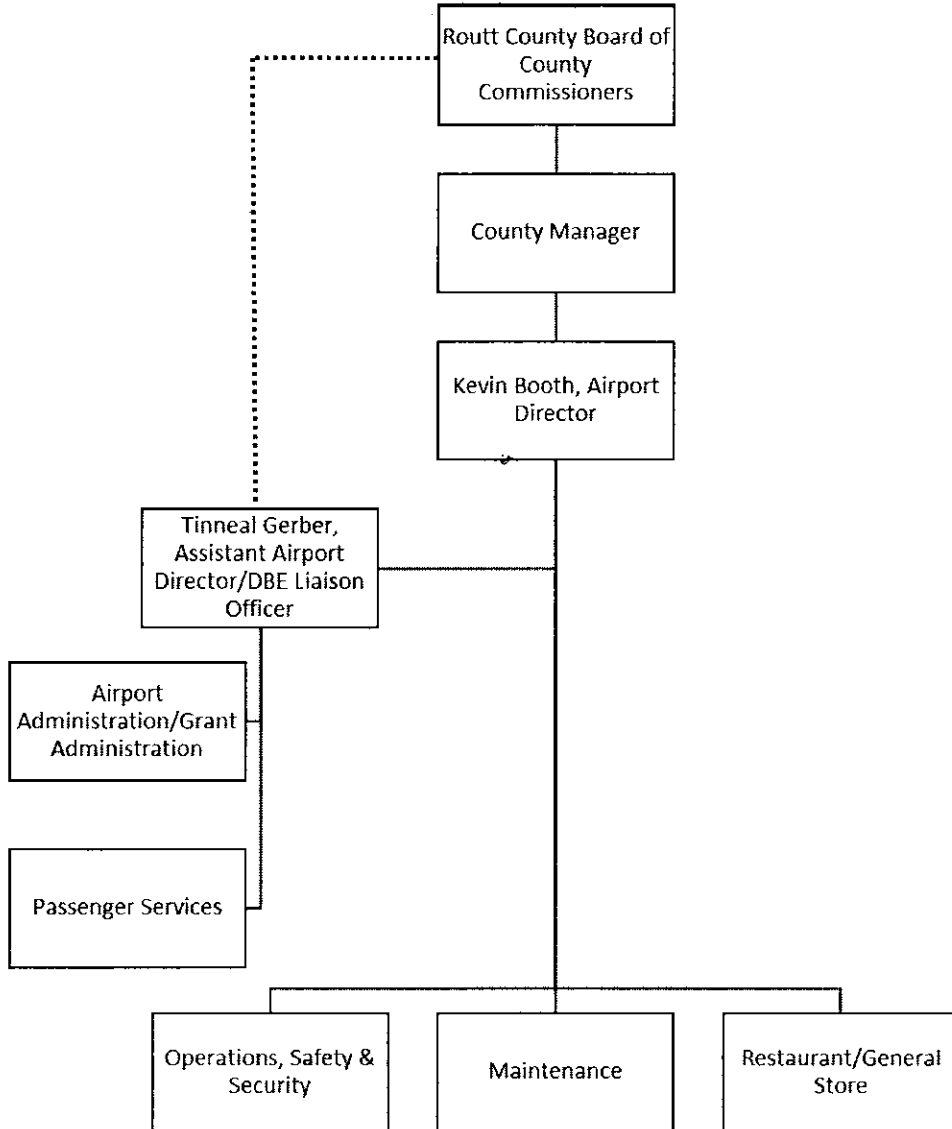 Routt County Board of
County
Commissioners
County Manager
Kevin Booth, Airport
Director
Tinneal Gerber,
Assistant Airport
Director/DBE Liaison
Officer
Airport
Administration/Grant
Administration
Passenger Services
Operations, Safety &
Security
Maintenance
Restaurant/General
Store